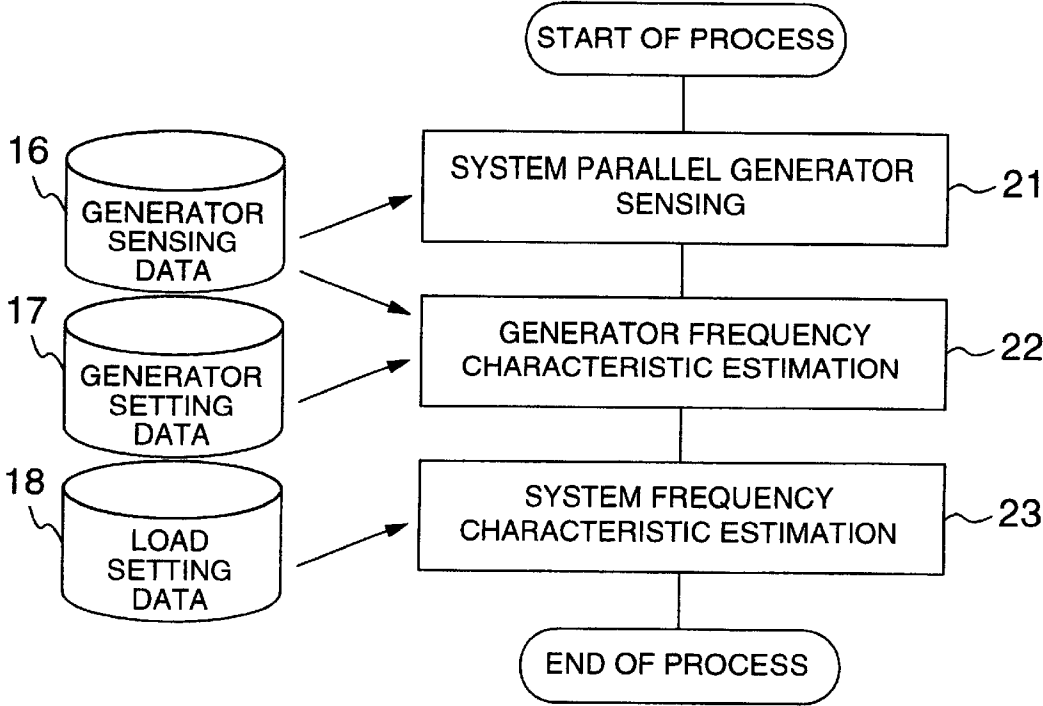 START OF PROCESS
16
GENERATOR
SENSING
DATA
SYSTEM PARALLEL GENERATOR
SENSING
21
17
GENERATOR
SETTING
DATA
GENERATOR FREQUENCY
CHARACTERISTIC ESTIMATION
22
18
LOAD
SETTING
DATA
SYSTEM FREQUENCY
CHARACTERISTIC ESTIMATION
23
END OF PROCESS